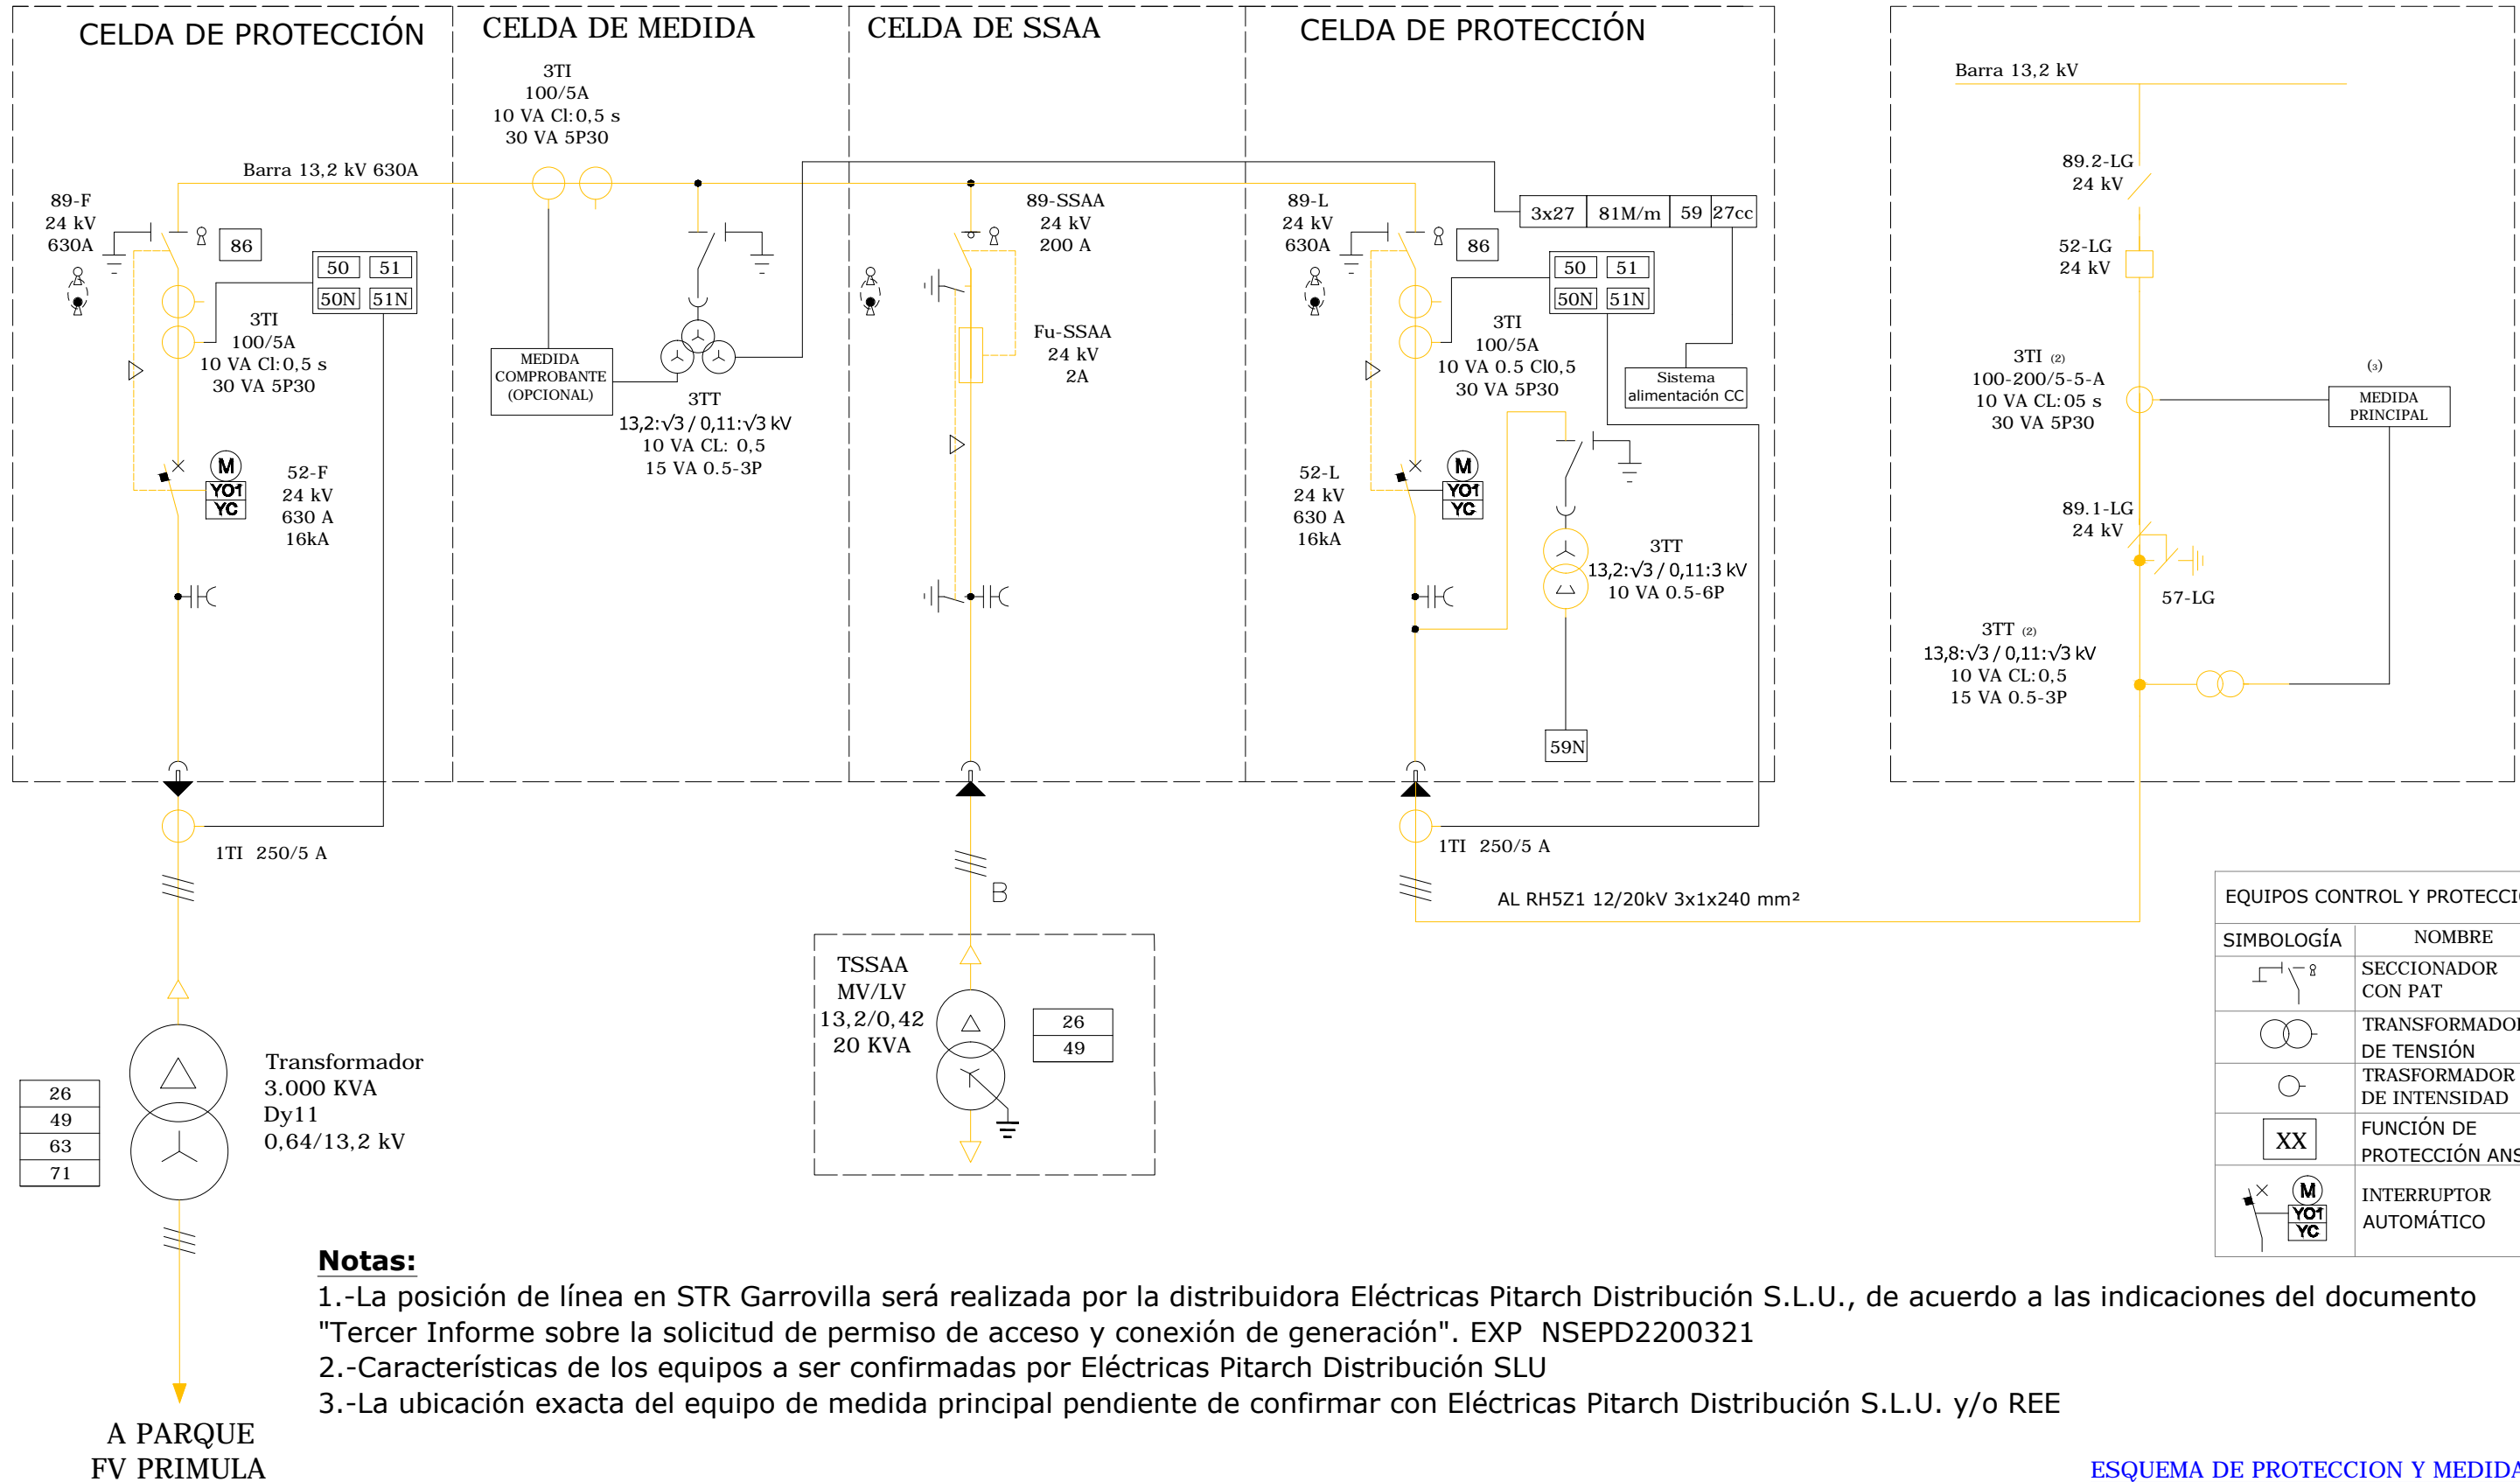 CELDA DE PROTECCIÓN
CELDA DE MEDIDA
CELDA DE SSAA
CELDA DE PROTECCIÓN
Barra 13,2 kV 630A
89-F
24 kV
630A
86
50
51
50N
51N
3TI
100/5A
10 VA Cl:0,5 s
30 VA 5P30
M
YO1
YC
52-F
24 kV
630 A
16kA
1TI 250/5 A
3TI
100/5A
10 VA Cl:0,5 s
30 VA 5P30
MEDIDA
COMPROBANTE
(OPCIONAL)
3TT
13,2:√3 / 0,11:√3 kV
10 VA CL: 0,5
15 VA 0.5-3P
89-SSAA
24 kV
200 A
Fu-SSAA
24 kV
2A
B
89-L
24 kV
630A
86
3x27
81M/m
59
27cc
50
51
50N
51N
3TI
100/5A
10 VA 0.5 Cl0,5
30 VA 5P30
Sistema
alimentación CC
52-L
24 kV
630 A
16kA
M
YO1
YC
3TT
13,2:√3 / 0,11:3 kV
10 VA 0.5-6P
59N
1TI 250/5 A
AL RH5Z1 12/20kV 3x1x240 mm²
Barra 13,2 kV
89.2-LG
24 kV
52-LG
24 kV
3TI (2)
100-200/5-5-A
10 VA CL:05 s
30 VA 5P30
(3)
MEDIDA
PRINCIPAL
89.1-LG
24 kV
57-LG
3TT (2)
13,8:√3 / 0,11:√3 kV
10 VA CL:0,5
15 VA 0.5-3P
TSSAA
MV/LV
13,2/0,42
20 KVA
26
49
26
49
63
71
Transformador
3.000 KVA
Dy11
0,64/13,2 kV
A PARQUE
FV PRIMULA
EQUIPOS CONTROL Y PROTECCI
SIMBOLOGÍA
NOMBRE
SECCIONADOR
CON PAT
TRANSFORMADO
DE TENSIÓN
TRASFORMADOR
DE INTENSIDAD
XX
FUNCIÓN DE
PROTECCIÓN ANS
M
YO1
YC
INTERRUPTOR
AUTOMÁTICO
Notas:
1.-La posición de línea en STR Garrovilla será realizada por la distribuidora Eléctricas Pitarch Distribución S.L.U., de acuerdo a las indicaciones del documento
"Tercer Informe sobre la solicitud de permiso de acceso y conexión de generación". EXP NSEPD2200321
2.-Características de los equipos a ser confirmadas por Eléctricas Pitarch Distribución SLU
3.-La ubicación exacta del equipo de medida principal pendiente de confirmar con Eléctricas Pitarch Distribución S.L.U. y/o REE
ESQUEMA DE PROTECCION Y MEDIDA